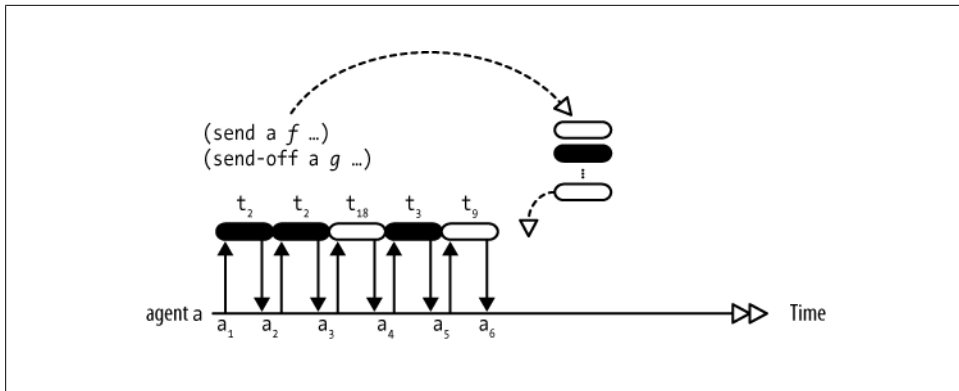 (send a f …)
(send-off a g …)
⋮
t₂ t₂ t₁₈ t₃ t₉
agent a
a₁ a₂ a₃ a₄ a₅ a₆
Time